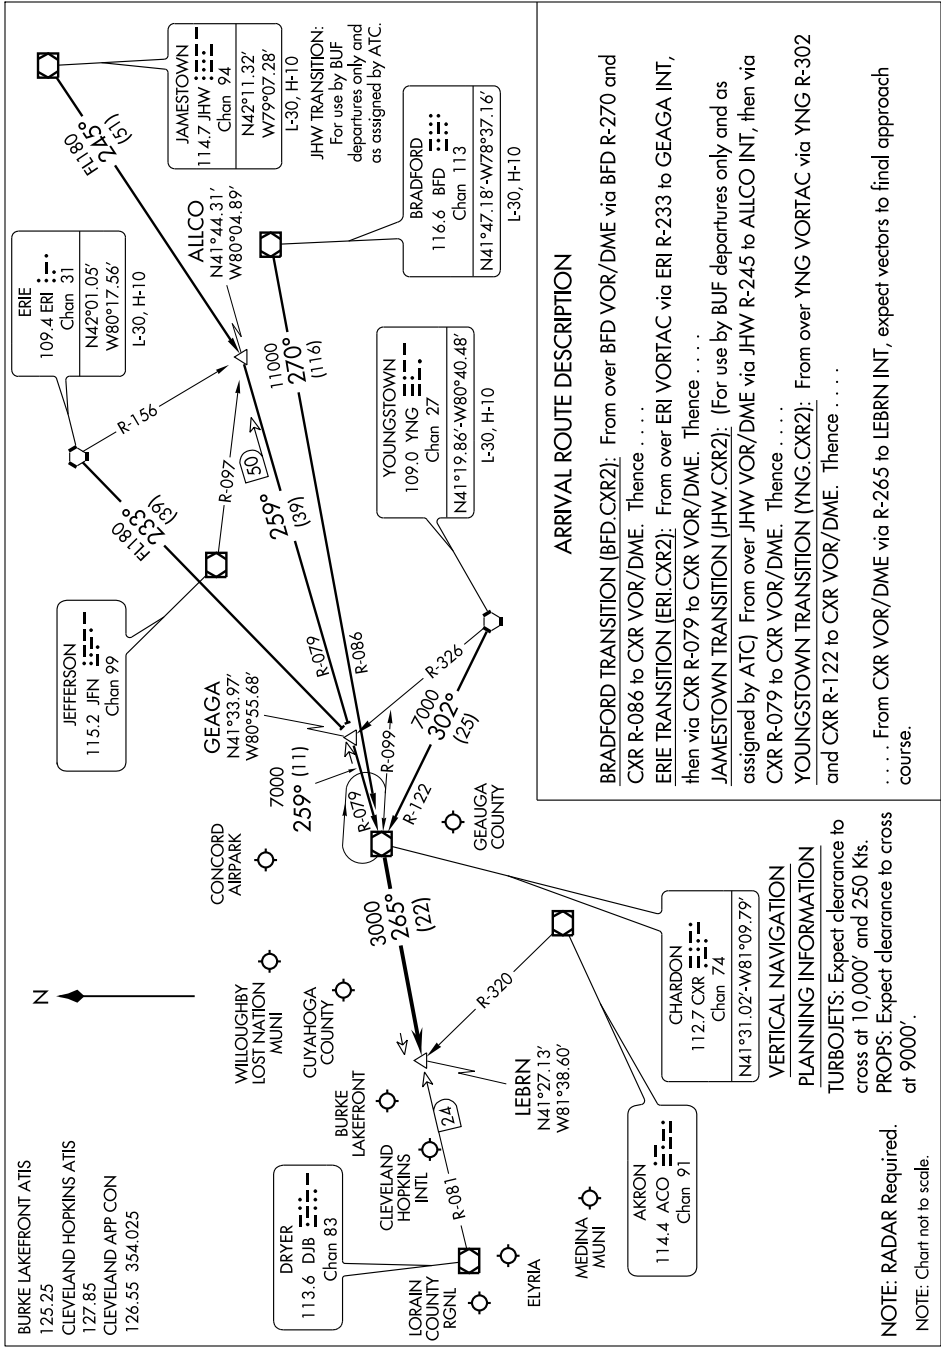 BURKE LAKEFRONT ATIS
125.25
CLEVELAND HOPKINS ATIS
127.85
CLEVELAND APP CON
126.55 354.025
N
ERIE
109.4 ERI
Chan 31
N42°01.05'
W80°17.56'
L-30, H-10
JAMESTOWN
114.7 JHW
Chan 94
N42°11.32'
W79°07.28'
L-30, H-10
JHW TRANSITION:
For use by BUF
departures only and
as assigned by ATC.
FL180
245°
(51)
ALLCO
N41°44.31'
W80°04.89'
BRADFORD
116.6 BFD
Chan 113
N41°47.18'-W78°37.16'
L-30, H-10
11000
270°
(116)
R-156
R-097
FL180
233°
(39)
50
259°
(39)
JEFFERSON
115.2 JFN
Chan 99
YOUNGSTOWN
109.0 YNG
Chan 27
N41°19.86'-W80°40.48'
L-30, H-10
GEAGA
N41°33.97'
W80°55.68'
R-079
R-086
R-326
7000
259° (11)
R-079
R-099
7000
302°
(25)
R-122
CONCORD
AIRPARK
GEAUGA
COUNTY
WILLOUGHBY
LOST NATION
MUNI
CUYAHOGA
COUNTY
3000
265°
(22)
BURKE
LAKEFRONT
CLEVELAND
HOPKINS
INTL
LEBRN
N41°27.13'
W81°38.60'
R-320
24
R-081
DRYER
113.6 DJB
Chan 83
LORAIN
COUNTY
RGNL
ELYRIA
MEDINA
MUNI
AKRON
114.4 ACO
Chan 91
CHARDON
112.7 CXR
Chan 74
N41°31.02'-W81°09.79'
VERTICAL NAVIGATION
PLANNING INFORMATION
TURBOJETS: Expect clearance to
cross at 10,000' and 250 Kts.
PROPS: Expect clearance to cross
at 9000'.
NOTE: RADAR Required.
NOTE: Chart not to scale.
ARRIVAL ROUTE DESCRIPTION
BRADFORD TRANSITION (BFD.CXR2): From over BFD VOR/DME via BFD R-270 and
CXR R-086 to CXR VOR/DME. Thence . . . .
ERIE TRANSITION (ERI.CXR2): From over ERI VORTAC via ERI R-233 to GEAGA INT,
then via CXR R-079 to CXR VOR/DME. Thence . . . .
JAMESTOWN TRANSITION (JHW.CXR2): (For use by BUF departures only and as
assigned by ATC) From over JHW VOR/DME via JHW R-245 to ALLCO INT, then via
CXR R-079 to CXR VOR/DME. Thence . . . .
YOUNGSTOWN TRANSITION (YNG.CXR2): From over YNG VORTAC via YNG R-302
and CXR R-122 to CXR VOR/DME. Thence . . . .
. . . . From CXR VOR/DME via R-265 to LEBRN INT, expect vectors to final approach
course.